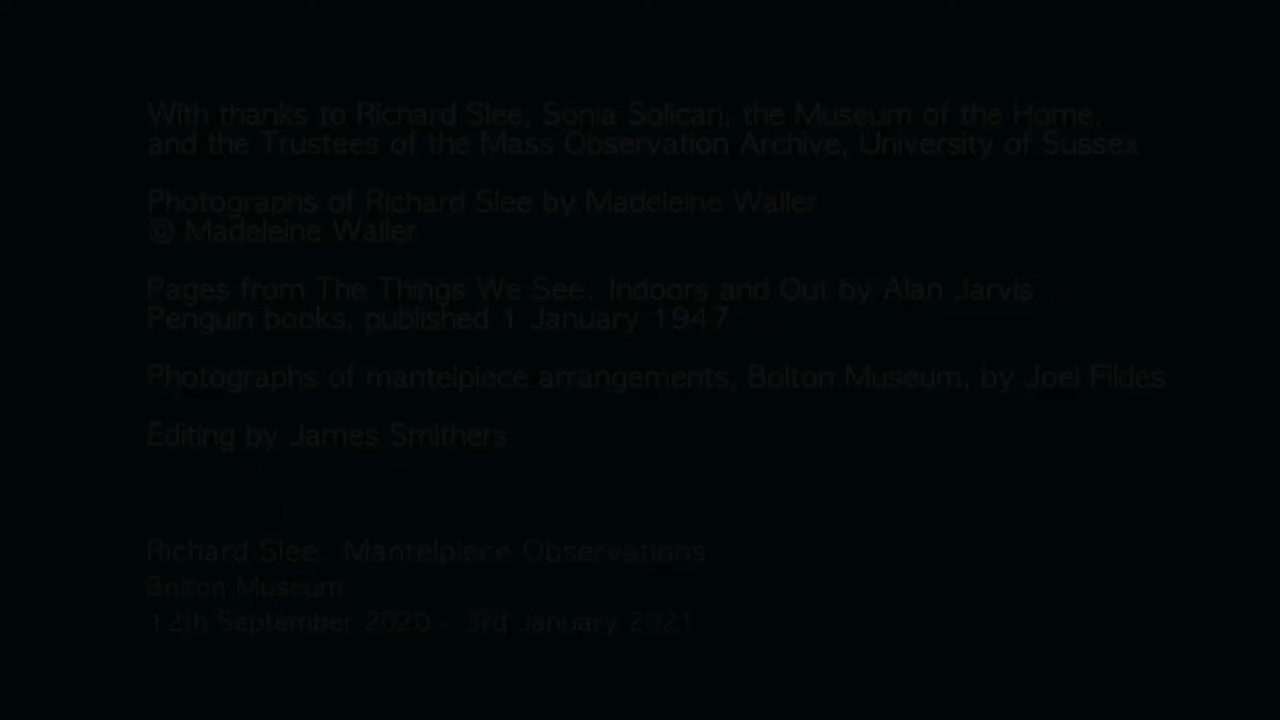 With thanks to Richard Slee, Sonia Solicari, the Museum of the Home,
and the Trustees of the Mass Observation Archive, University of Sussex
Photographs of Richard Slee by Madeleine Waller
© Madeleine Waller
Pages from The Things We See: Indoors and Out by Alan Jarvis
Penguin books, published 1 January 1947
Photographs of mantelpiece arrangements, Bolton Museum, by Joel Fildes
Editing by James Smithers
Richard Slee: Mantelpiece Observations
Bolton Museum
12th September 2020 - 3rd January 2021